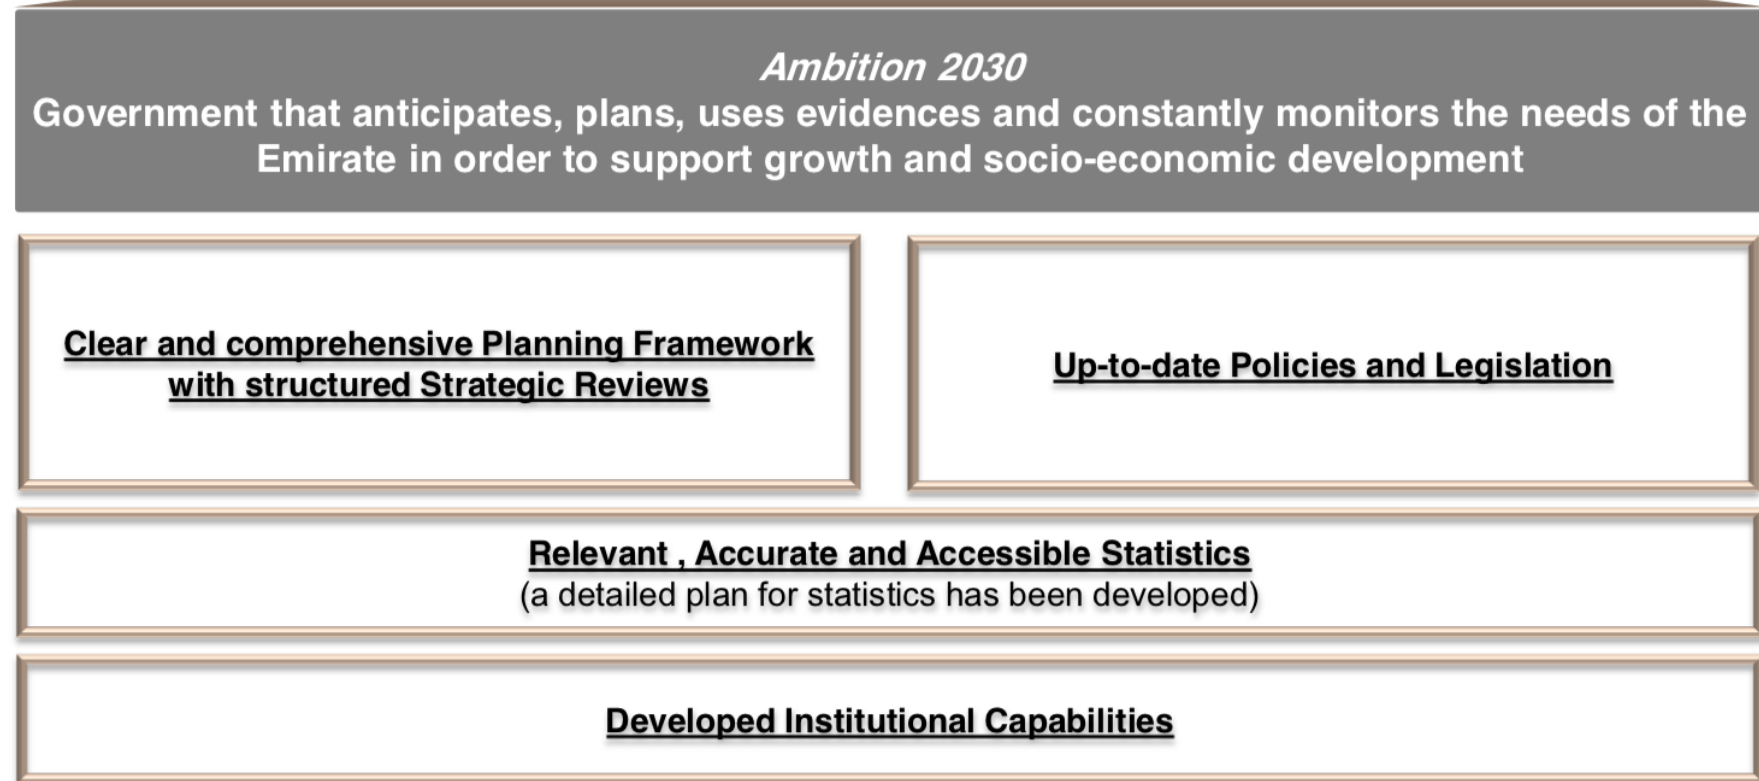 Ambition 2030
Government that anticipates, plans, uses evidences and constantly monitors the needs of the
Emirate in order to support growth and socio-economic development
Clear and comprehensive Planning Framework
with structured Strategic Reviews
Up-to-date Policies and Legislation
Relevant , Accurate and Accessible Statistics
(a detailed plan for statistics has been developed)
Developed Institutional Capabilities